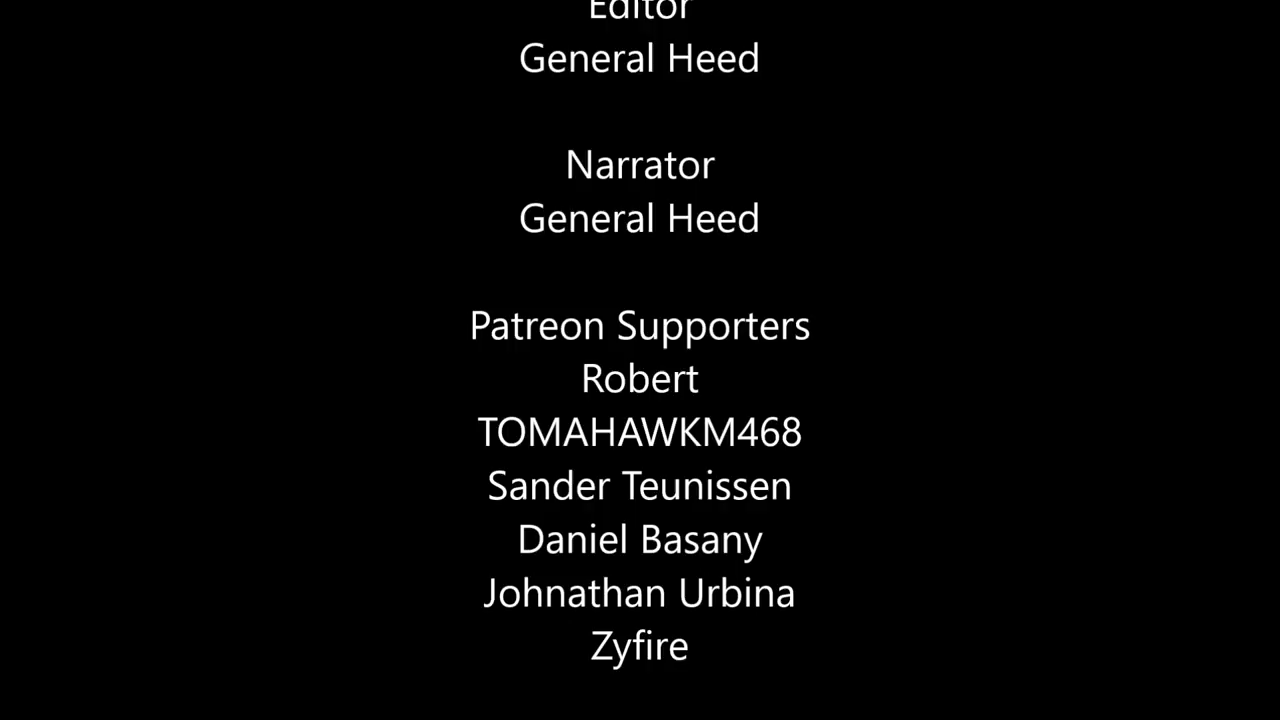 Editor
General Heed
Narrator
General Heed
Patreon Supporters
Robert
TOMAHAWKM468
Sander Teunissen
Daniel Basany
Johnathan Urbina
Zyfire